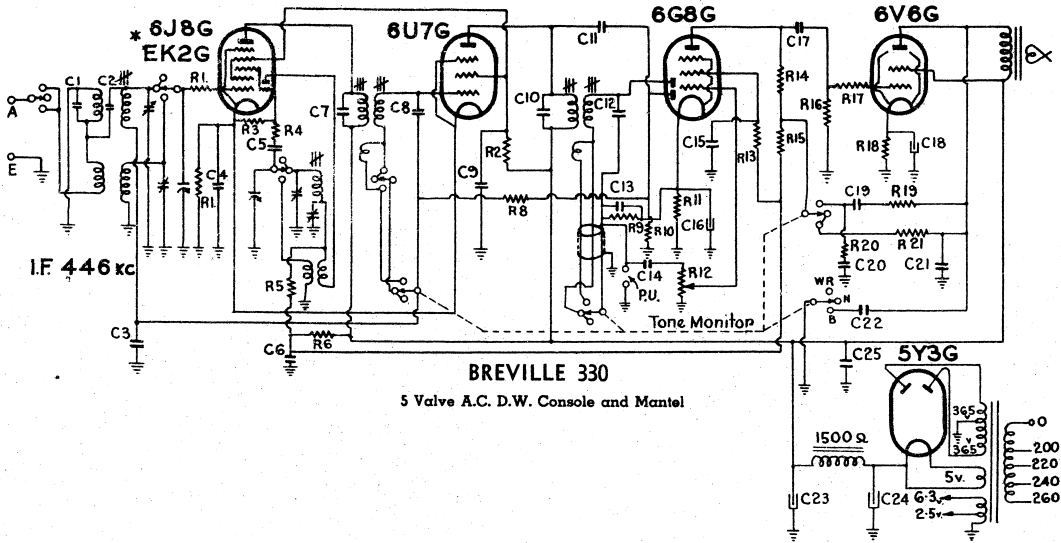 * 6J8G
EK2G
6U7G
6G8G
6V6G
C1
C2
R1.
R3
R4
C5
C7
C8
C9
R2
C10
C11
C12
C15
R13
C17
R14
R15
R16
R17
R18
C18
A
E
R1.
C4
R5
R6
R8
C13
R9
R10
R11
C16
C14
R12
P.U.
C19
R19
R20
C20
R21
C21
WR
N
B
C22
I.F. 446 KC.
C3
C6
Tone Monitor
C25
BREVILLE 330
5 Valve A.C. D.W. Console and Mantel
5Y3G
1500 Ω
C23
C24
365
v
v
365
5v.
6·3v.
2·5v.
0
200
220
240
260